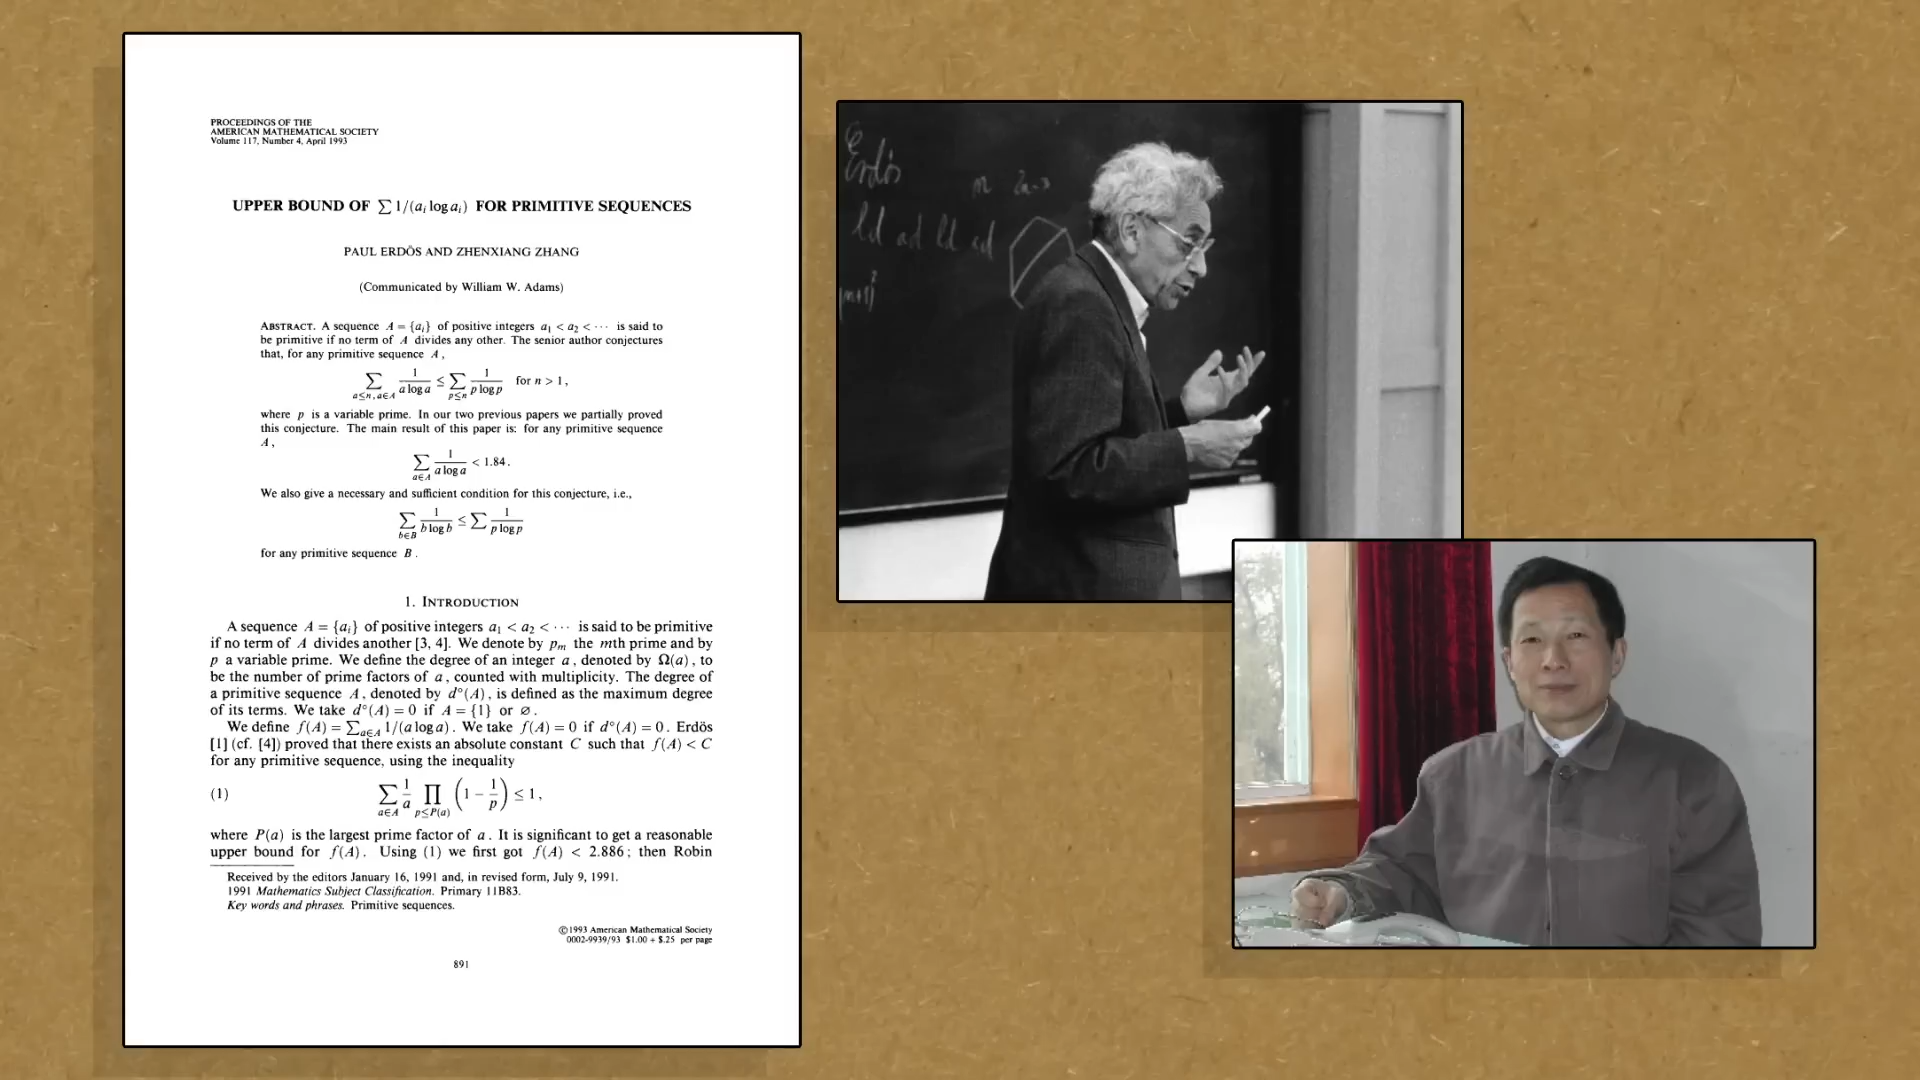 PROCEEDINGS OF THE
AMERICAN MATHEMATICAL SOCIETY
Volume 117, Number 4, April 1993
UPPER BOUND OF ∑ 1/(aᵢ log aᵢ) FOR PRIMITIVE SEQUENCES
PAUL ERDÖS AND ZHENXIANG ZHANG
(Communicated by William W. Adams)
ABSTRACT. A sequence A = {aᵢ} of positive integers a₁ < a₂ < ··· is said to
be primitive if no term of A divides any other. The senior author conjectures
that, for any primitive sequence A,
∑_{a≤n, a∈A} 1/(a log a) ≤ ∑_{p≤n} 1/(p log p) for n > 1,
where p is a variable prime. In our two previous papers we partially proved
this conjecture. The main result of this paper is: for any primitive sequence
A,
∑_{a∈A} 1/(a log a) < 1.84.
We also give a necessary and sufficient condition for this conjecture, i.e.,
∑_{b∈B} 1/(b log b) ≤ ∑ 1/(p log p)
for any primitive sequence B.
1. INTRODUCTION
A sequence A = {aᵢ} of positive integers a₁ < a₂ < ··· is said to be primitive
if no term of A divides another [3, 4]. We denote by pₘ the mth prime and by
p a variable prime. We define the degree of an integer a, denoted by Ω(a), to
be the number of prime factors of a, counted with multiplicity. The degree of
a primitive sequence A, denoted by d°(A), is defined as the maximum degree
of its terms. We take d°(A) = 0 if A = {1} or ∅.
We define f(A) = ∑_{a∈A} 1/(a log a). We take f(A) = 0 if d°(A) = 0. Erdös
[1] (cf. [4]) proved that there exists an absolute constant C such that f(A) < C
for any primitive sequence, using the inequality
(1) ∑_{a∈A} 1/a ∏_{p≤P(a)} (1 − 1/p) ≤ 1,
where P(a) is the largest prime factor of a. It is significant to get a reasonable
upper bound for f(A). Using (1) we first got f(A) < 2.886; then Robin
Received by the editors January 16, 1991 and, in revised form, July 9, 1991.
1991 Mathematics Subject Classification. Primary 11B83.
Key words and phrases. Primitive sequences.
©1993 American Mathematical Society
0002-9939/93 $1.00 + $.25 per page
891
Erdös